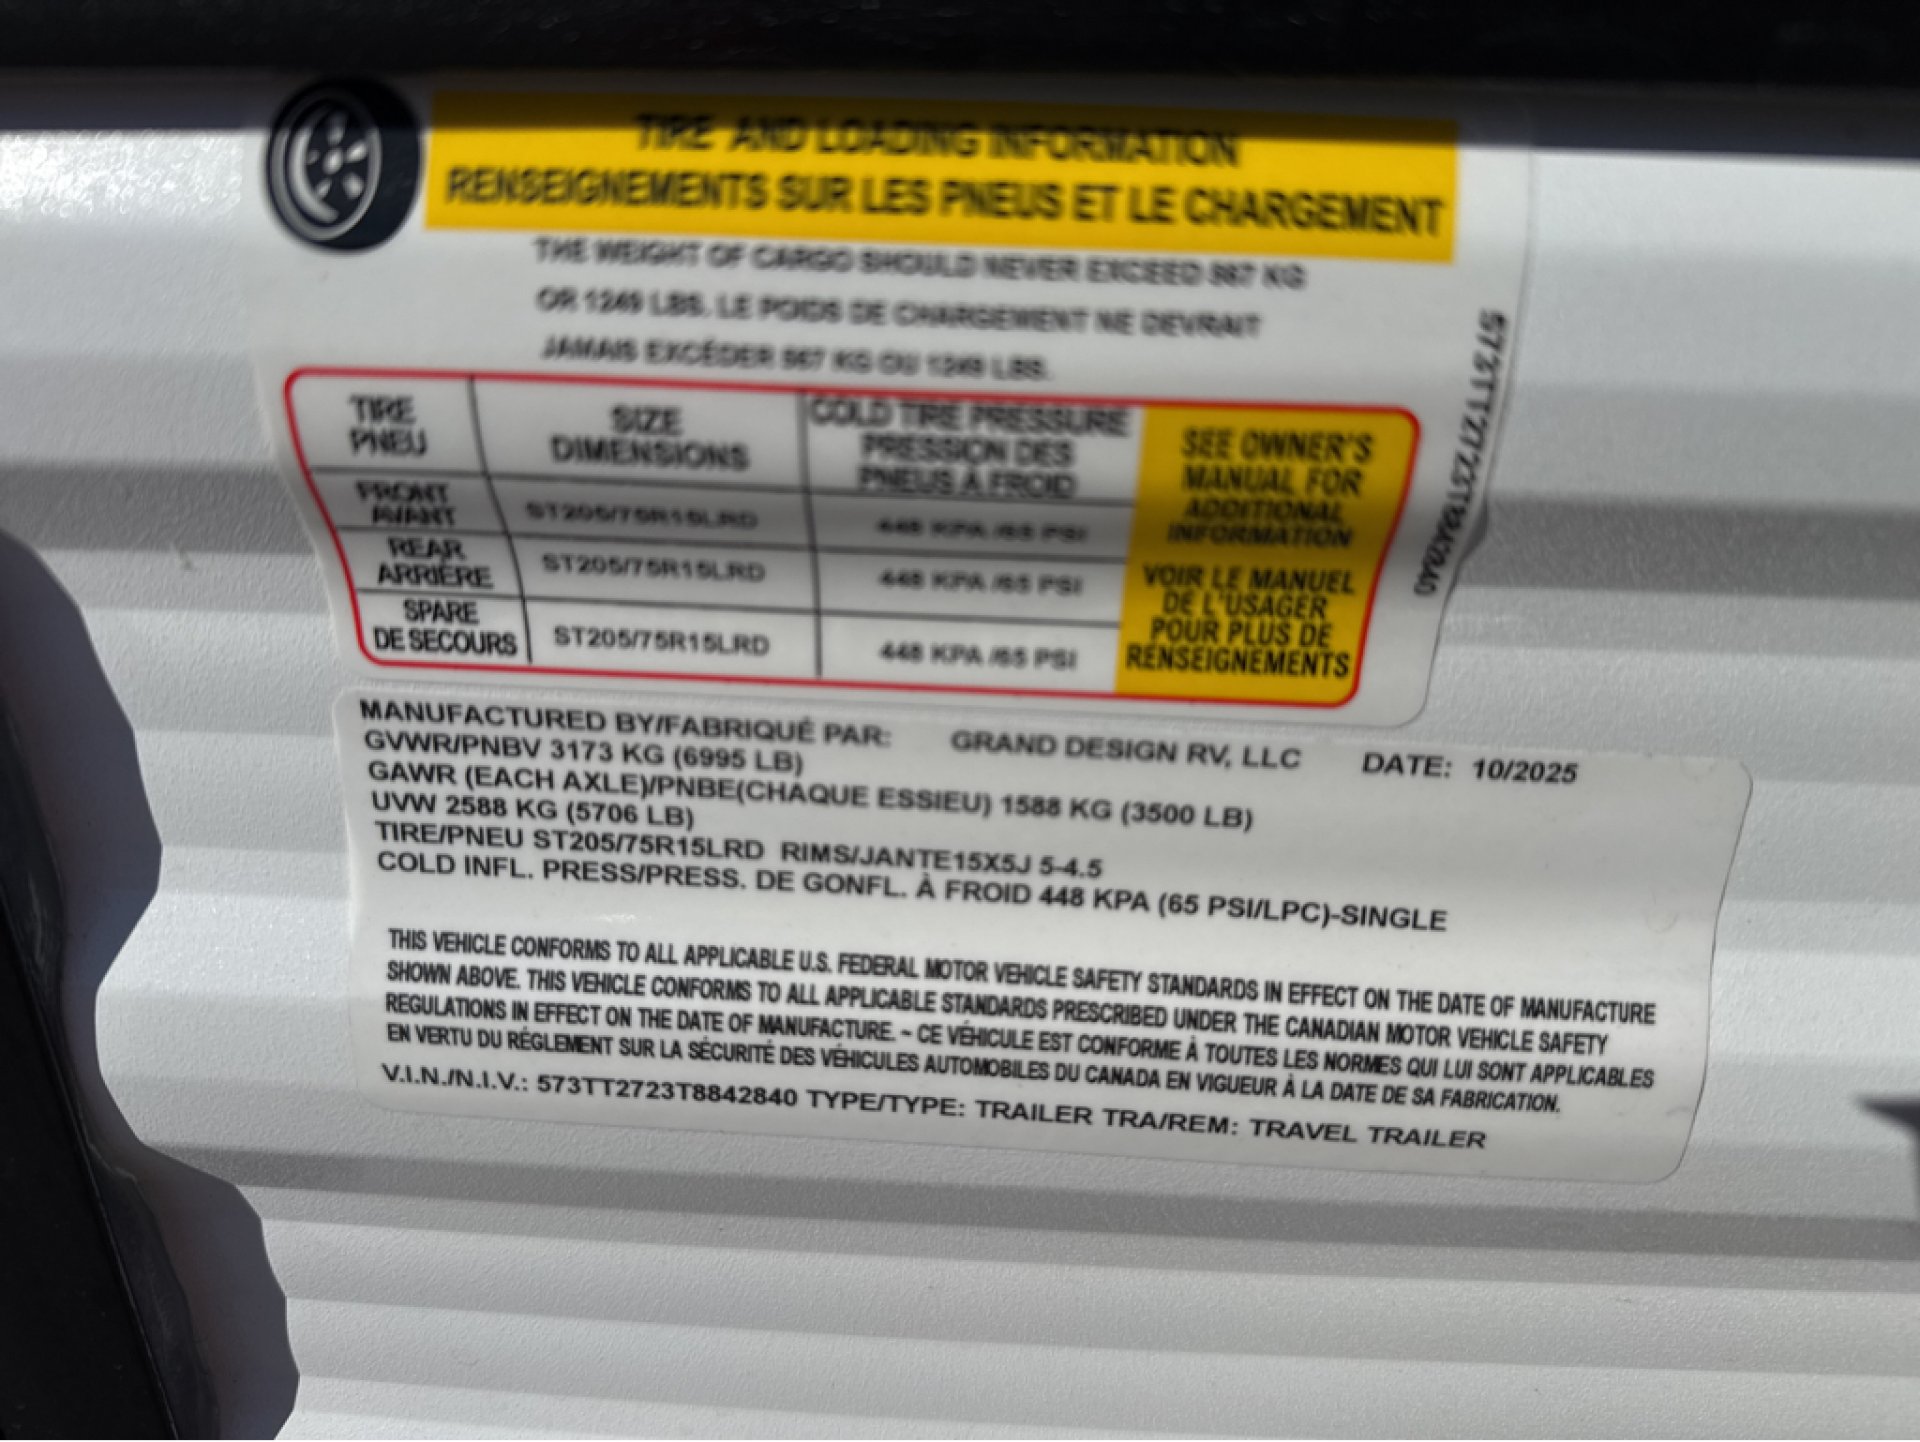 TIRE AND LOADING INFORMATION
RENSEIGNEMENTS SUR LES PNEUS ET LE CHARGEMENT
THE WEIGHT OF CARGO SHOULD NEVER EXCEED 567 KG
OR 1249 LBS. LE POIDS DE CHARGEMENT NE DEVRAIT
JAMAIS EXCÉDER 567 KG OU 1249 LBS.
TIRE
PNEU
SIZE
DIMENSIONS
COLD TIRE PRESSURE
PRESSION DES
PNEUS À FROID
FRONT
AVANT
ST205/75R15LRD
448 KPA /65 PSI
REAR
ARRIÈRE
ST205/75R15LRD
448 KPA /65 PSI
SPARE
DE SECOURS
ST205/75R15LRD
448 KPA /65 PSI
SEE OWNER'S
MANUAL FOR
ADDITIONAL
INFORMATION
VOIR LE MANUEL
DE L'USAGER
POUR PLUS DE
RENSEIGNEMENTS
573TT2723T8842840
MANUFACTURED BY/FABRIQUÉ PAR: GRAND DESIGN RV, LLC DATE: 10/2025
GVWR/PNBV 3173 KG (6995 LB)
GAWR (EACH AXLE)/PNBE(CHAQUE ESSIEU) 1588 KG (3500 LB)
UVW 2588 KG (5706 LB)
TIRE/PNEU ST205/75R15LRD RIMS/JANTE15X5J 5-4.5
COLD INFL. PRESS/PRESS. DE GONFL. À FROID 448 KPA (65 PSI/LPC)-SINGLE
THIS VEHICLE CONFORMS TO ALL APPLICABLE U.S. FEDERAL MOTOR VEHICLE SAFETY STANDARDS IN EFFECT ON THE DATE OF MANUFACTURE
SHOWN ABOVE. THIS VEHICLE CONFORMS TO ALL APPLICABLE STANDARDS PRESCRIBED UNDER THE CANADIAN MOTOR VEHICLE SAFETY
REGULATIONS IN EFFECT ON THE DATE OF MANUFACTURE. ~ CE VÉHICULE EST CONFORME À TOUTES LES NORMES QUI LUI SONT APPLICABLES
EN VERTU DU RÉGLEMENT SUR LA SÉCURITÉ DES VÉHICULES AUTOMOBILES DU CANADA EN VIGUEUR À LA DATE DE SA FABRICATION.
V.I.N./N.I.V.: 573TT2723T8842840 TYPE/TYPE: TRAILER TRA/REM: TRAVEL TRAILER